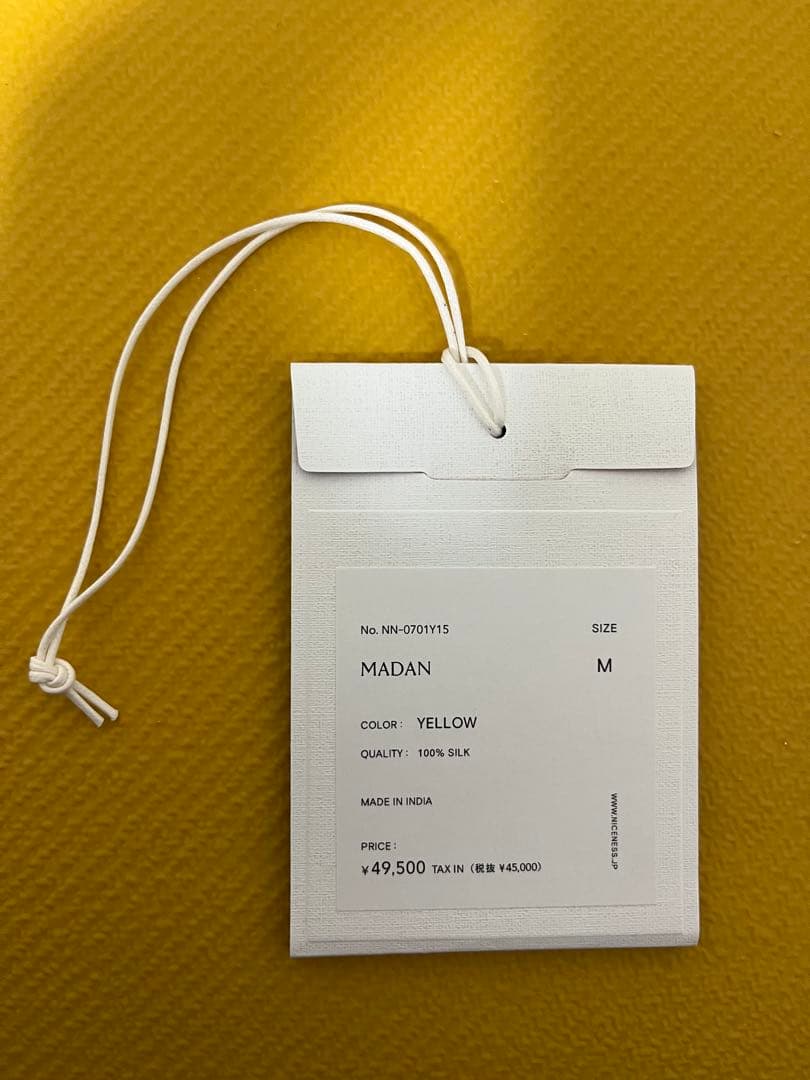 No. NN-0701Y15 SIZE
MADAN M
COLOR : YELLOW
QUALITY : 100% SILK
MADE IN INDIA
PRICE :
¥49,500 TAX IN (税抜 ¥45,000)
WWW.NICENESS.JP